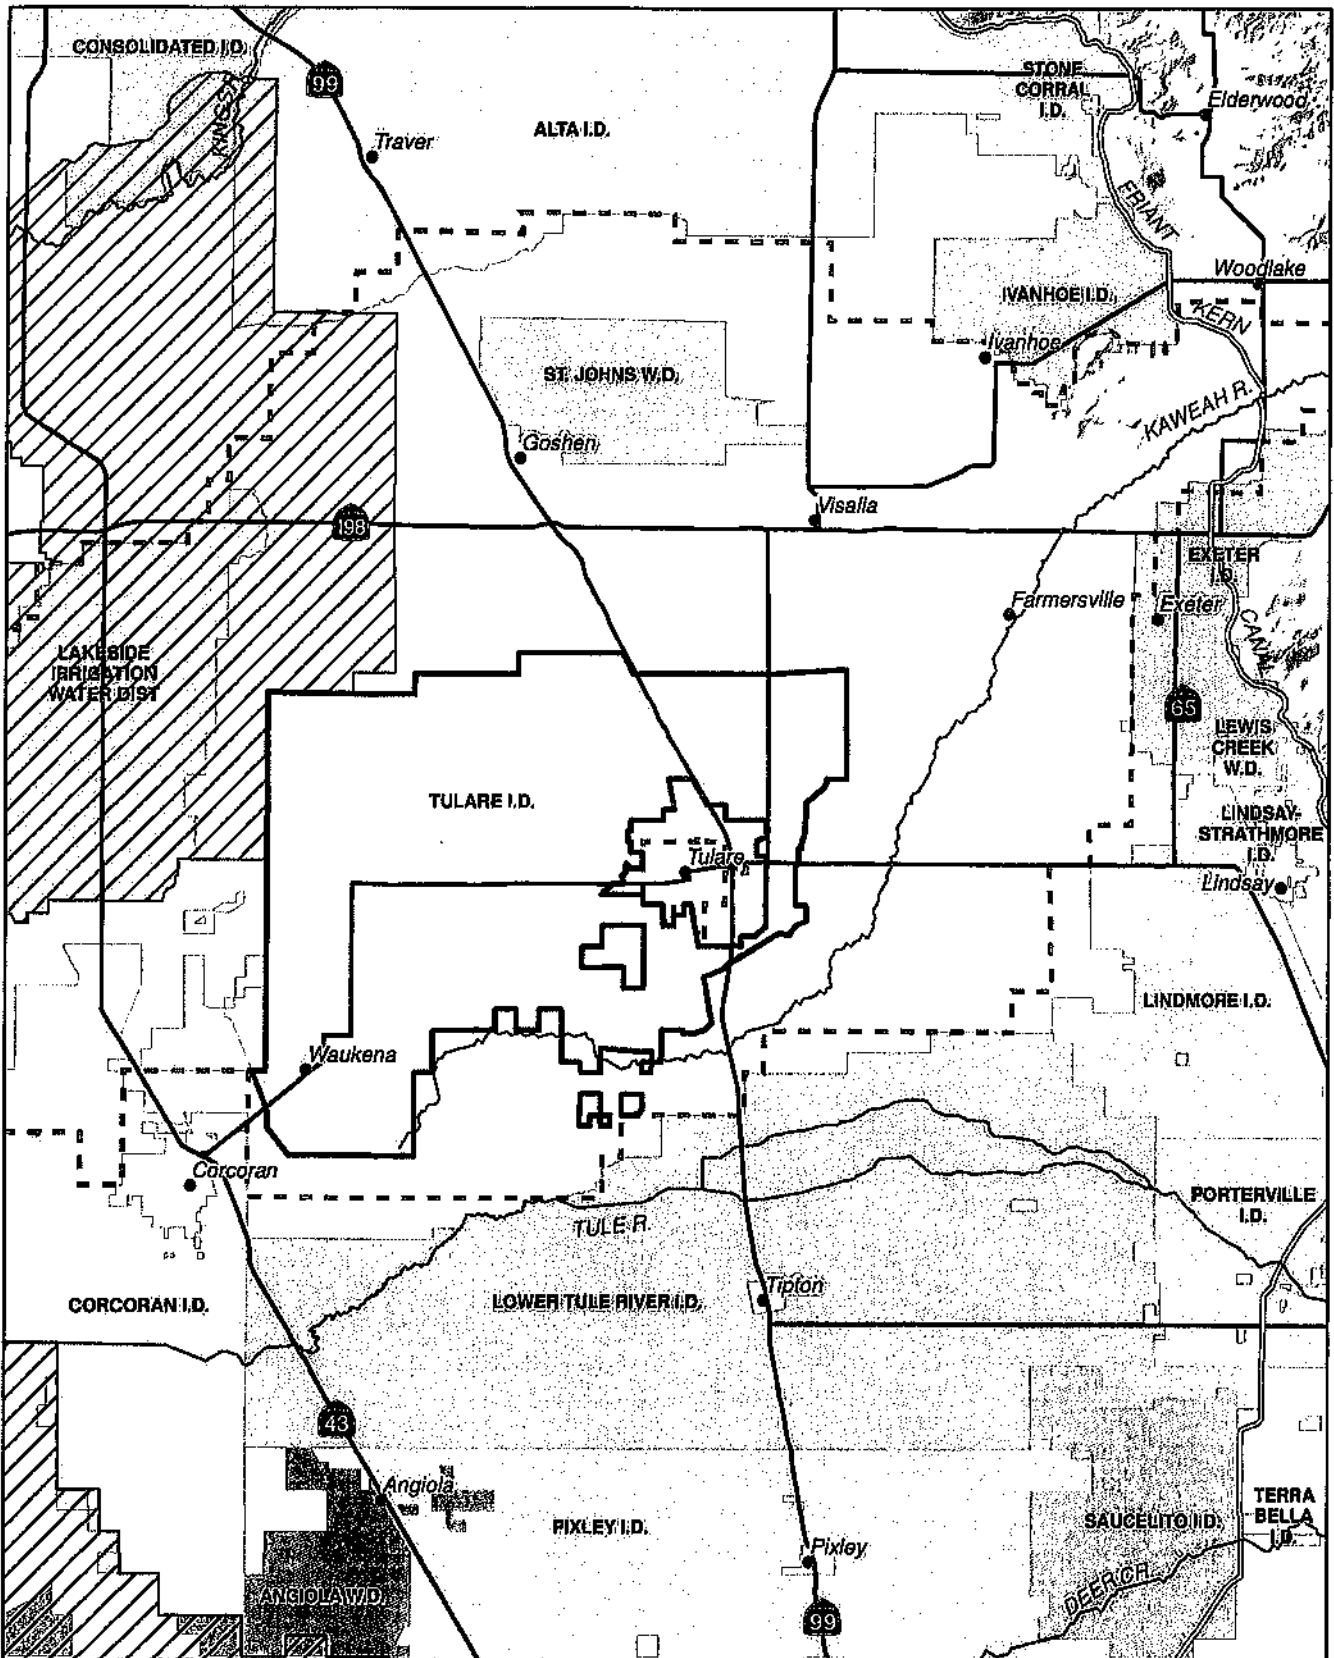 CONSOLIDATED I.D.
99
KINGS R.
Traver
ALTA I.D.
STONE
CORRAL
I.D.
Elderwood
FRIANT
Woodlake
IVANHOE I.D.
KERN
Ivanhoe
ST. JOHNS W.D.
KAWEAH R.
Goshen
Visalia
198
EXETER
I.D.
Farmersville
Exeter
CANAL
LAKESIDE
IRRIGATION
WATER DIST
65
LEWIS
CREEK
W.D.
TULARE I.D.
LINDSAY-
STRATHMORE
I.D.
Tulare
Lindsay
LINDMORE I.D.
Waukena
Corcoran
PORTERVILLE
I.D.
TULE R.
Tipton
CORCORAN I.D.
LOWER TULE RIVER I.D.
43
Angiola
PIXLEY I.D.
SAUCELITO I.D.
TERRA
BELLA
I.D.
Pixley
DEER CR.
ANGIOLA W.D.
99